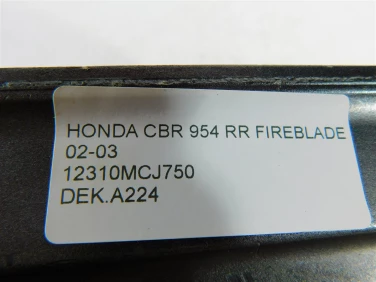 HONDA CBR 954 RR FIREBLADE
02-03
12310MCJ750
DEK.A224